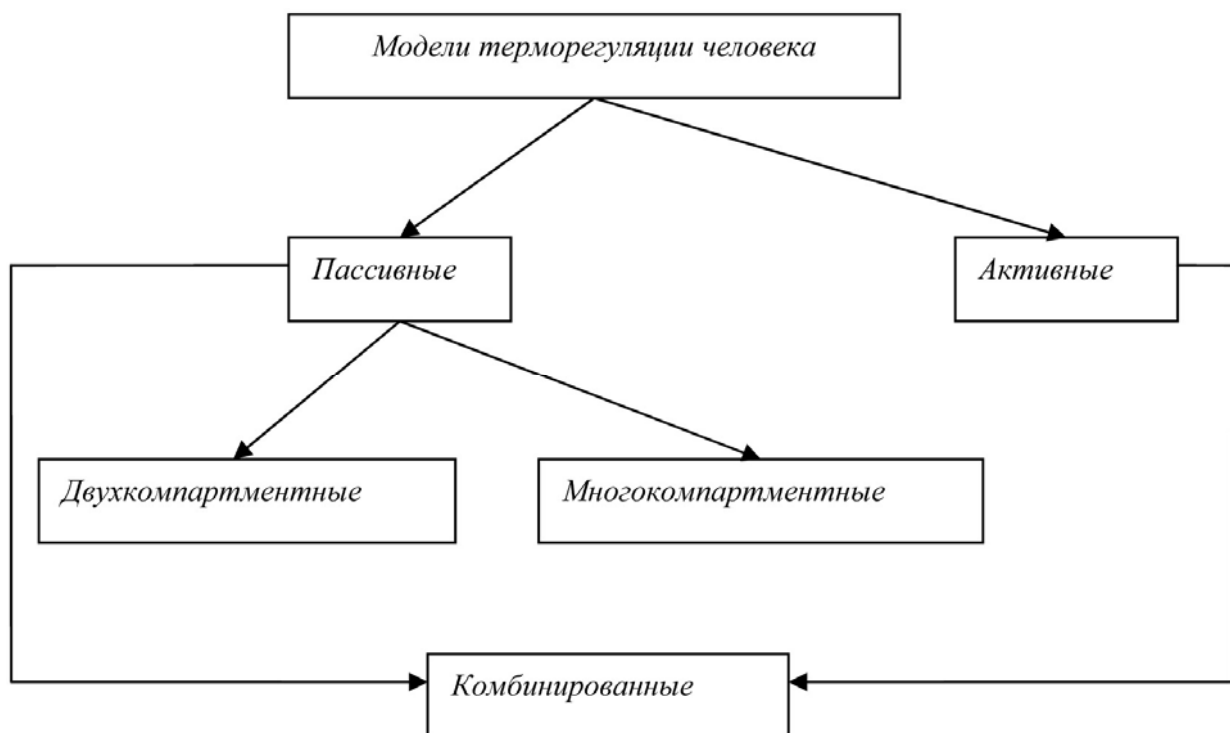 Модели терморегуляции человека
Пассивные
Активные
Двухкомпартментные
Многокомпартментные
Комбинированные